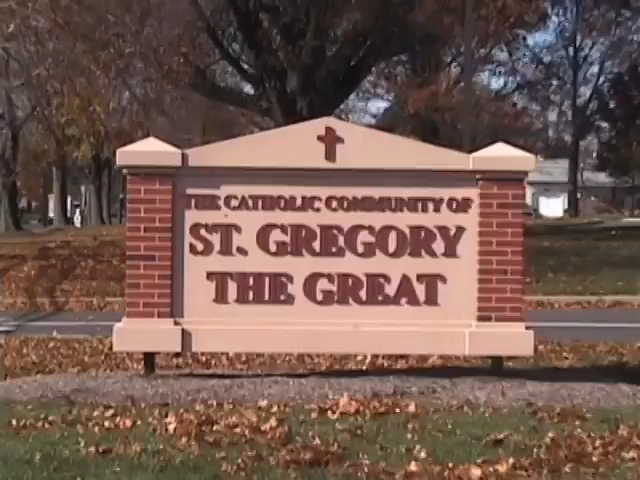 THE CATHOLIC COMMUNITY OF
ST. GREGORY
THE GREAT